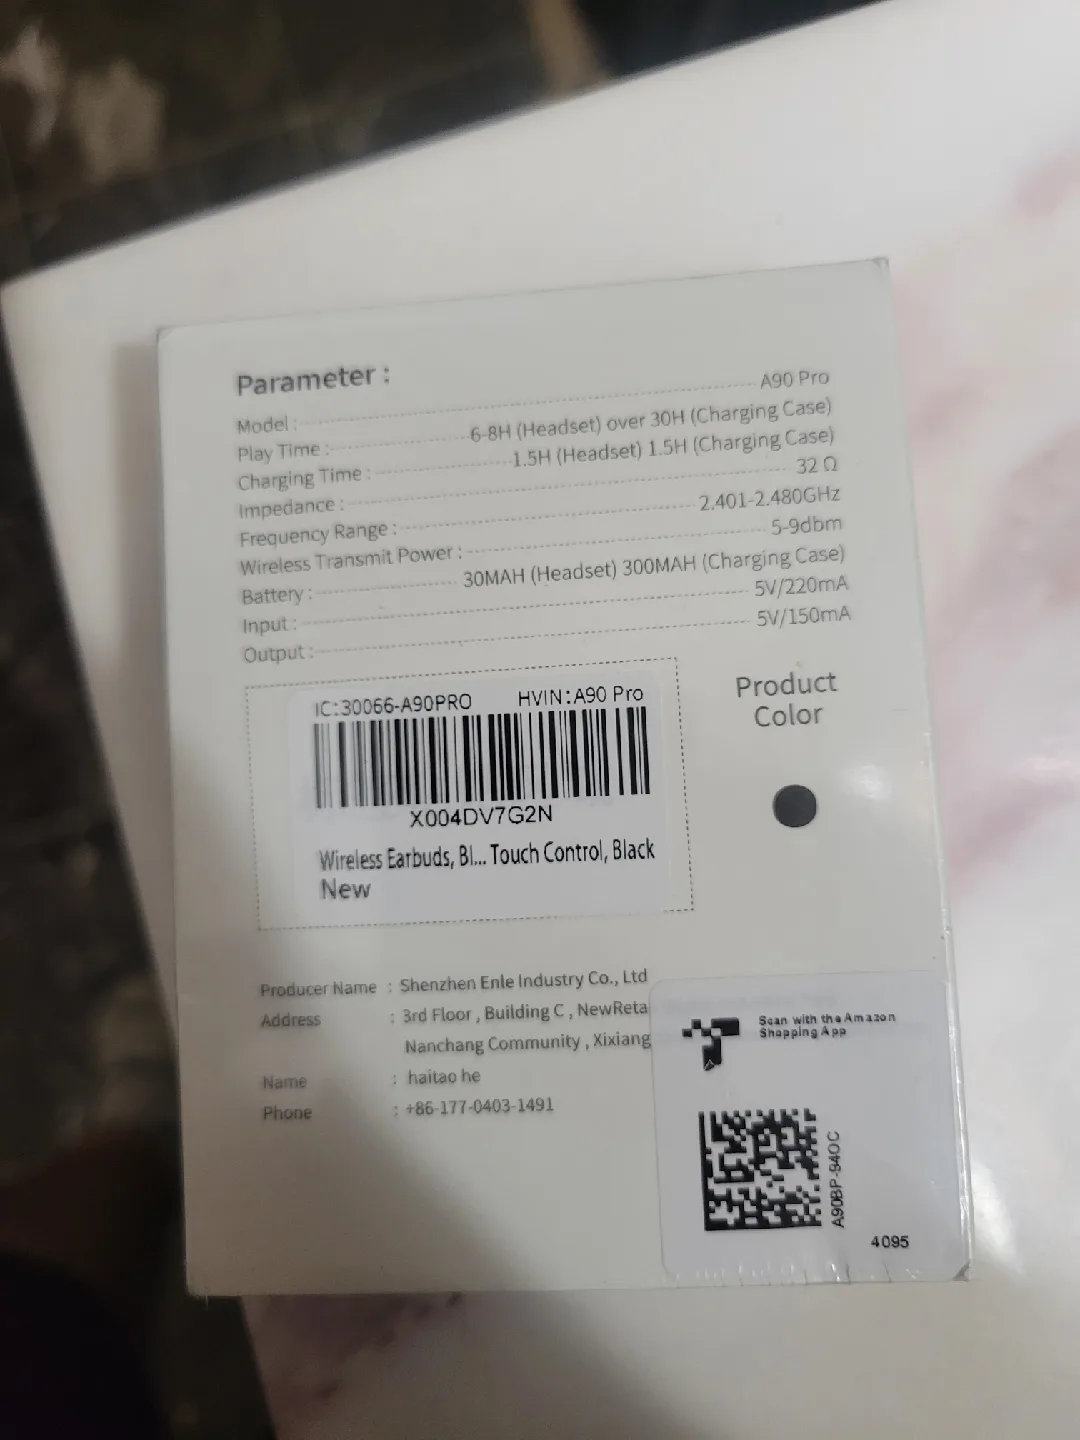 Parameter :
Model : A90 Pro
Play Time : 6-8H (Headset) over 30H (Charging Case)
Charging Time : 1.5H (Headset) 1.5H (Charging Case)
Impedance : 32 Ω
Frequency Range : 2.401-2.480GHz
Wireless Transmit Power : 5-9dbm
Battery : 30MAH (Headset) 300MAH (Charging Case)
Input : 5V/220mA
Output : 5V/150mA
IC:30066-A90PRO HVIN:A90 Pro
X004DV7G2N
Wireless Earbuds, Bl... Touch Control, Black
New
Product
Color
Producer Name : Shenzhen Enle Industry Co., Ltd
Address : 3rd Floor , Building C , NewReta
Nanchang Community , Xixiang
Name : haitao he
Phone : +86-177-0403-1491
Scan with the Amazon
Shopping App
A90BP-94OC
4095